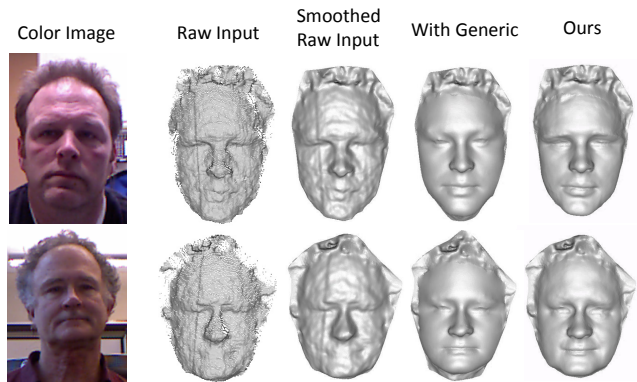 Color Image
Raw Input
Smoothed
Raw Input
With Generic
Ours